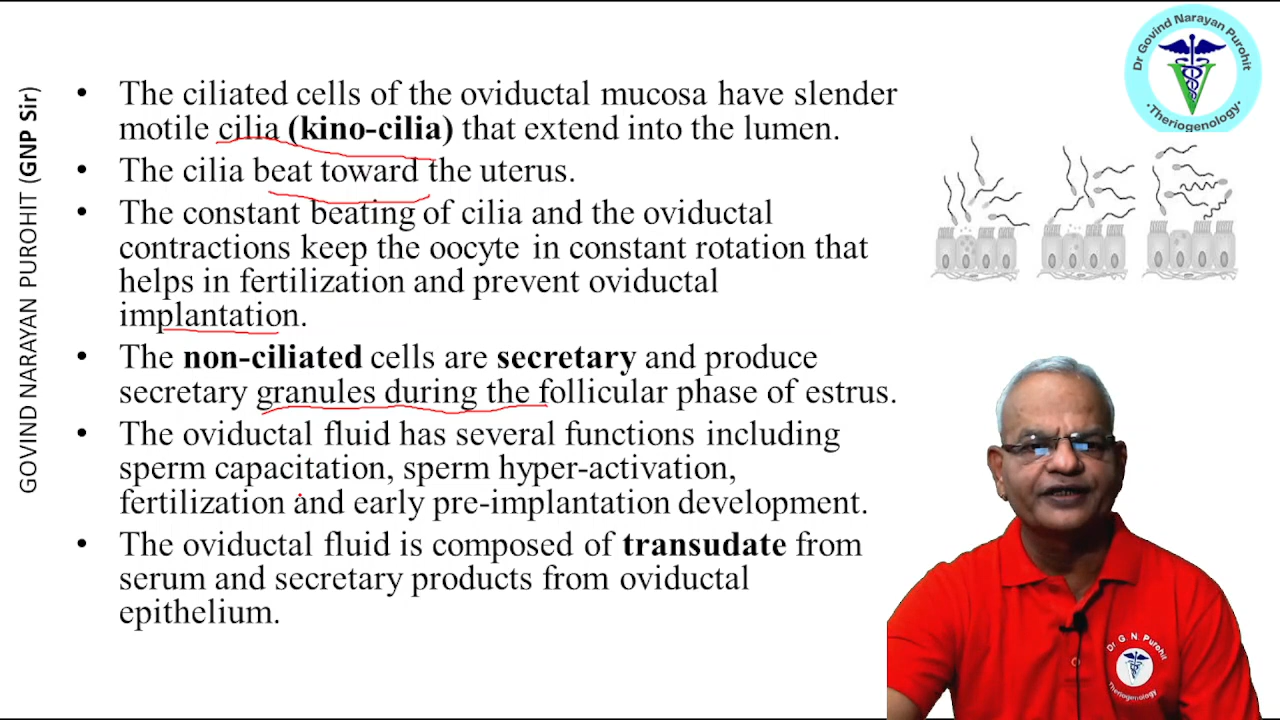 GOVIND NARAYAN PUROHIT (GNP Sir)
• The ciliated cells of the oviductal mucosa have slender
motile cilia (kino-cilia) that extend into the lumen.
• The cilia beat toward the uterus.
• The constant beating of cilia and the oviductal
contractions keep the oocyte in constant rotation that
helps in fertilization and prevent oviductal
implantation.
• The non-ciliated cells are secretary and produce
secretary granules during the follicular phase of estrus.
• The oviductal fluid has several functions including
sperm capacitation, sperm hyper-activation,
fertilization and early pre-implantation development.
• The oviductal fluid is composed of transudate from
serum and secretary products from oviductal
epithelium.
Dr Govind Narayan Purohit
V
• Theriogenology •
Dr. G. N. Purohit
Theriogenology